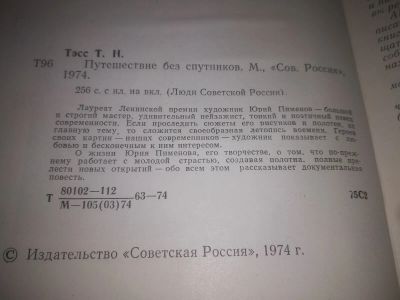 Тэсс Т. Н.
Т96 Путешествие без спутников. М., «Сов. Россия»,
1974.
256 с. с ил. на вкл. (Люди Советской России).
Лауреат Ленинской премии художник Юрий Пименов — большой
и строгий мастер, удивительный пейзажист, тонкий и поэтичный певец
современности. Если проследить сюжеты его рисунков и полотен, их
главную тему, то сложится своеобразная летопись времени. Героев
своих картин — наших современников — художник показывает с лю-
бовью и бесконечным к ним интересом.
О жизни Юрия Пименова, его творчестве, о том, что по-преж-
нему работает с молодой страстью, создавая полотна, полные пре-
лести новых открытий — обо всем этом рассказывает документальная
повесть.
80102—112
Т 63—74 75С2
М—105(03)74
© Издательство «Советская Россия», 1974 г.